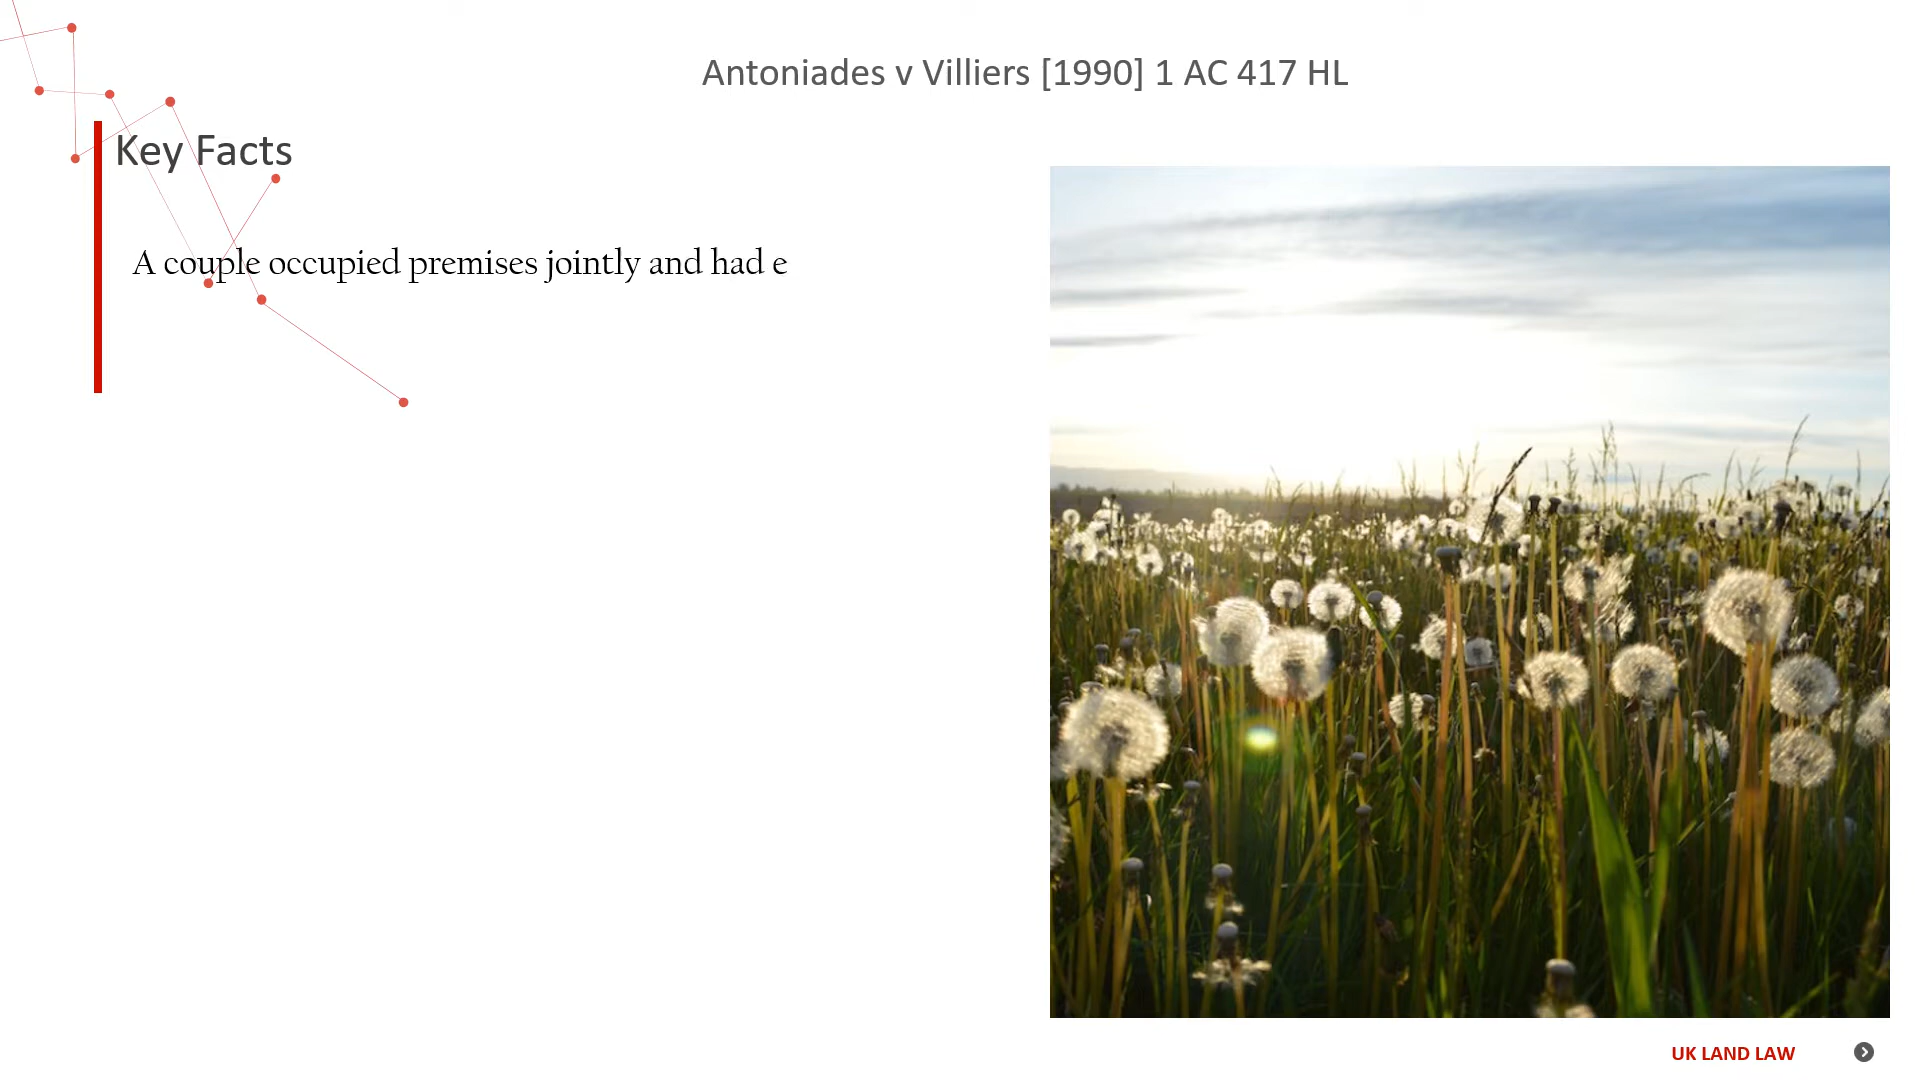 Antoniades v Villiers [1990] 1 AC 417 HL
Key Facts
A couple occupied premises jointly and had e
UK LAND LAW